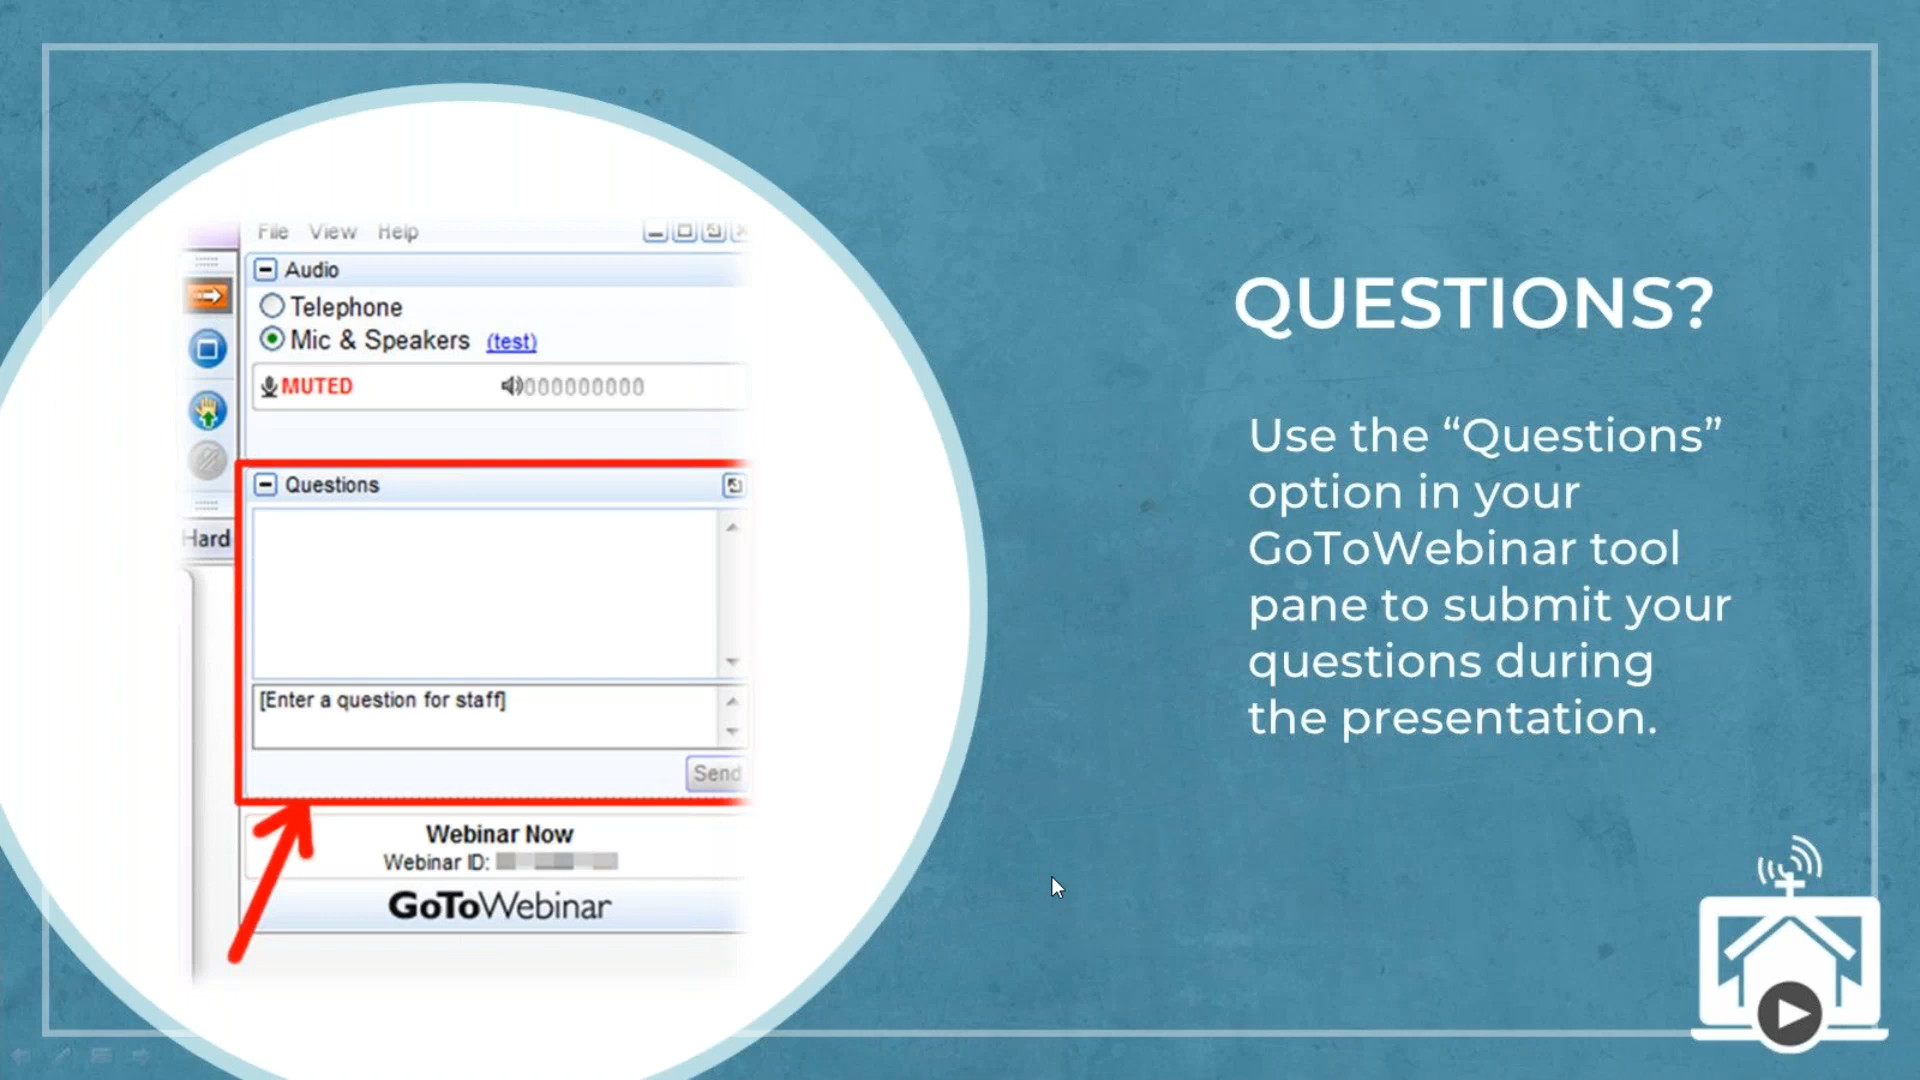 File View Help
Audio
Telephone
Mic & Speakers (test)
MUTED
Questions
Hard
[Enter a question for staff]
Send
Webinar Now
Webinar ID:
GoToWebinar
QUESTIONS?
Use the “Questions”
option in your
GoToWebinar tool
pane to submit your
questions during
the presentation.